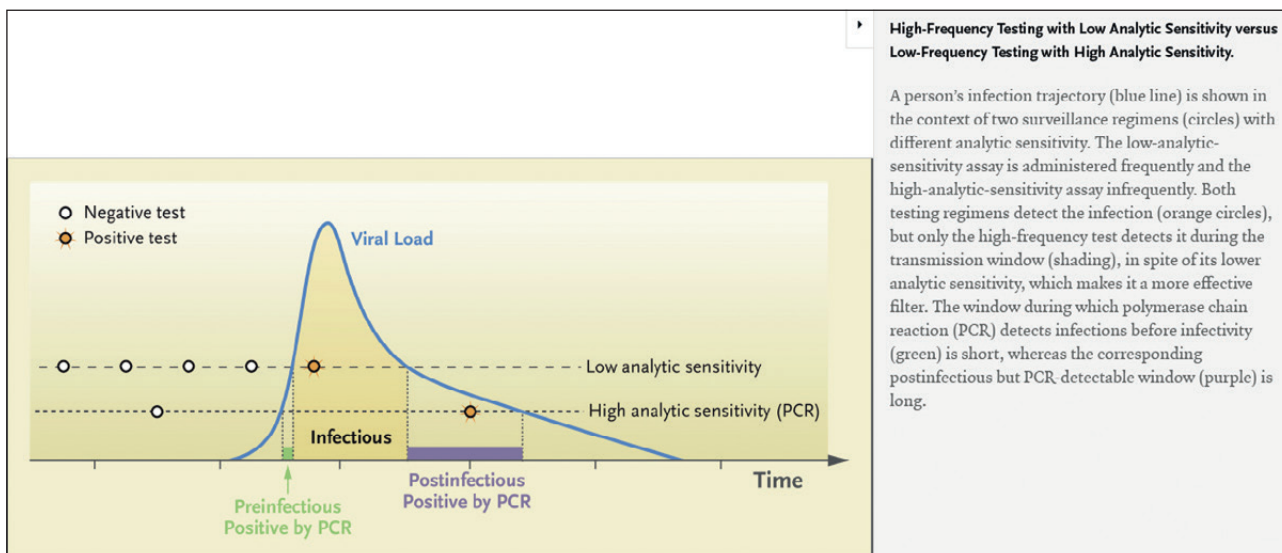 High-Frequency Testing with Low Analytic Sensitivity versus
Low-Frequency Testing with High Analytic Sensitivity.
A person's infection trajectory (blue line) is shown in
the context of two surveillance regimens (circles) with
different analytic sensitivity. The low-analytic-
sensitivity assay is administered frequently and the
high-analytic-sensitivity assay infrequently. Both
testing regimens detect the infection (orange circles),
but only the high-frequency test detects it during the
transmission window (shading), in spite of its lower
analytic sensitivity, which makes it a more effective
filter. The window during which polymerase chain
reaction (PCR) detects infections before infectivity
(green) is short, whereas the corresponding
postinfectious but PCR-detectable window (purple) is
long.
Negative test
Positive test
Viral Load
Low analytic sensitivity
High analytic sensitivity (PCR)
Infectious
Time
Preinfectious
Positive by PCR
Postinfectious
Positive by PCR